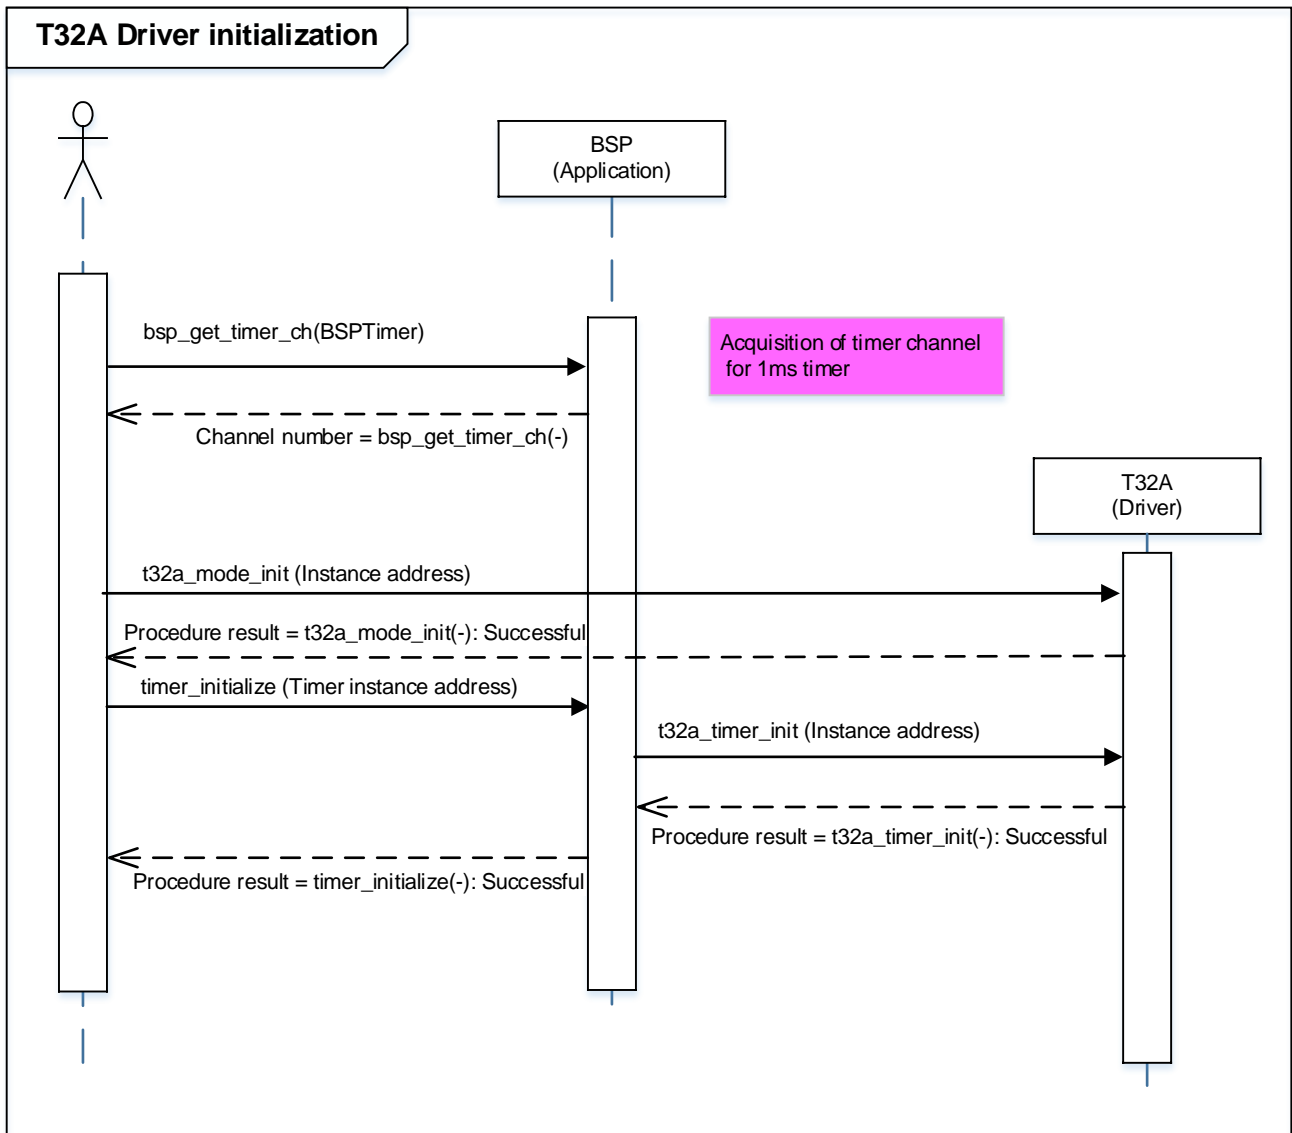 T32A Driver initialization
BSP
(Application)
bsp_get_timer_ch(BSPTimer)
Acquisition of timer channel
for 1ms timer
Channel number = bsp_get_timer_ch(-)
T32A
(Driver)
t32a_mode_init (Instance address)
Procedure result = t32a_mode_init(-): Successful
timer_initialize (Timer instance address)
t32a_timer_init (Instance address)
Procedure result = t32a_timer_init(-): Successful
Procedure result = timer_initialize(-): Successful